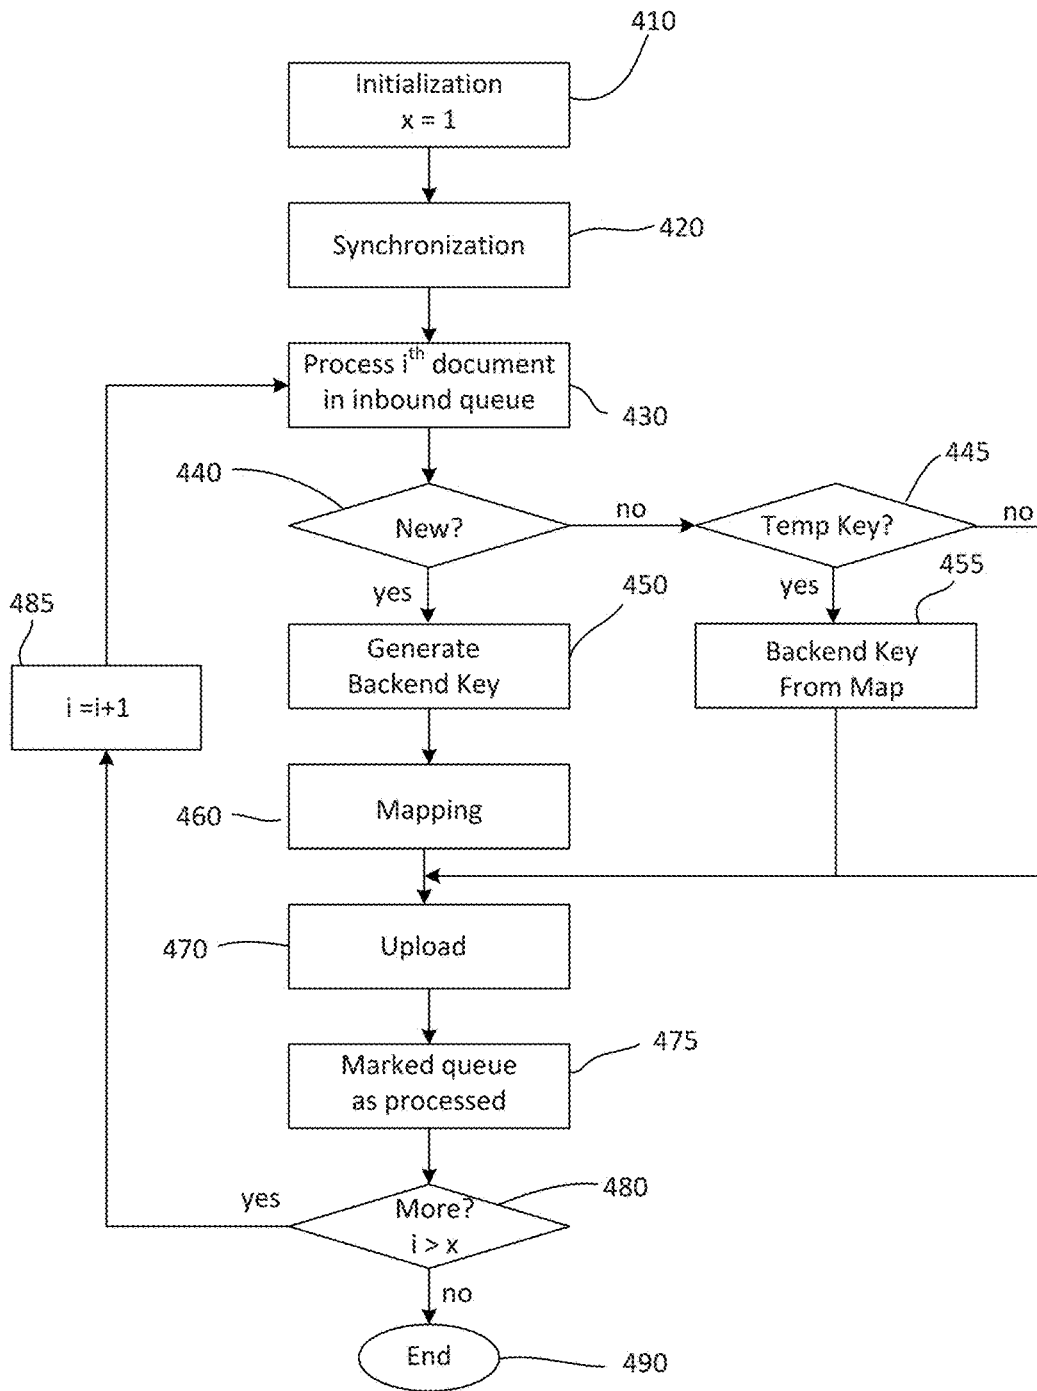 410
Initialization
x = 1
Synchronization
420
Process iᵗʰ document
in inbound queue
430
440
New?
no
445
Temp Key?
no
yes
450
yes
455
Generate
Backend Key
Backend Key
From Map
485
i =i+1
Mapping
460
Upload
470
475
Marked queue
as processed
yes
480
More?
i > x
no
End
490